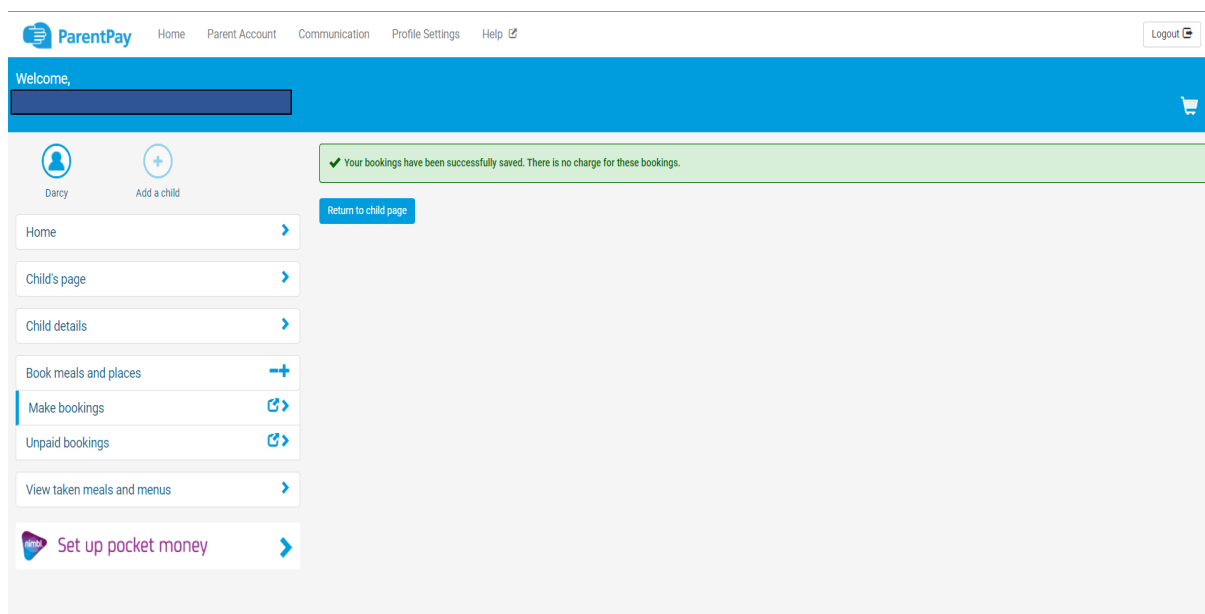 ParentPay Home Parent Account Communication Profile Settings Help Logout
Welcome,
Darcy Add a child
Your bookings have been successfully saved. There is no charge for these bookings.
Return to child page
Home
Child's page
Child details
Book meals and places
Make bookings
Unpaid bookings
View taken meals and menus
nimbl Set up pocket money